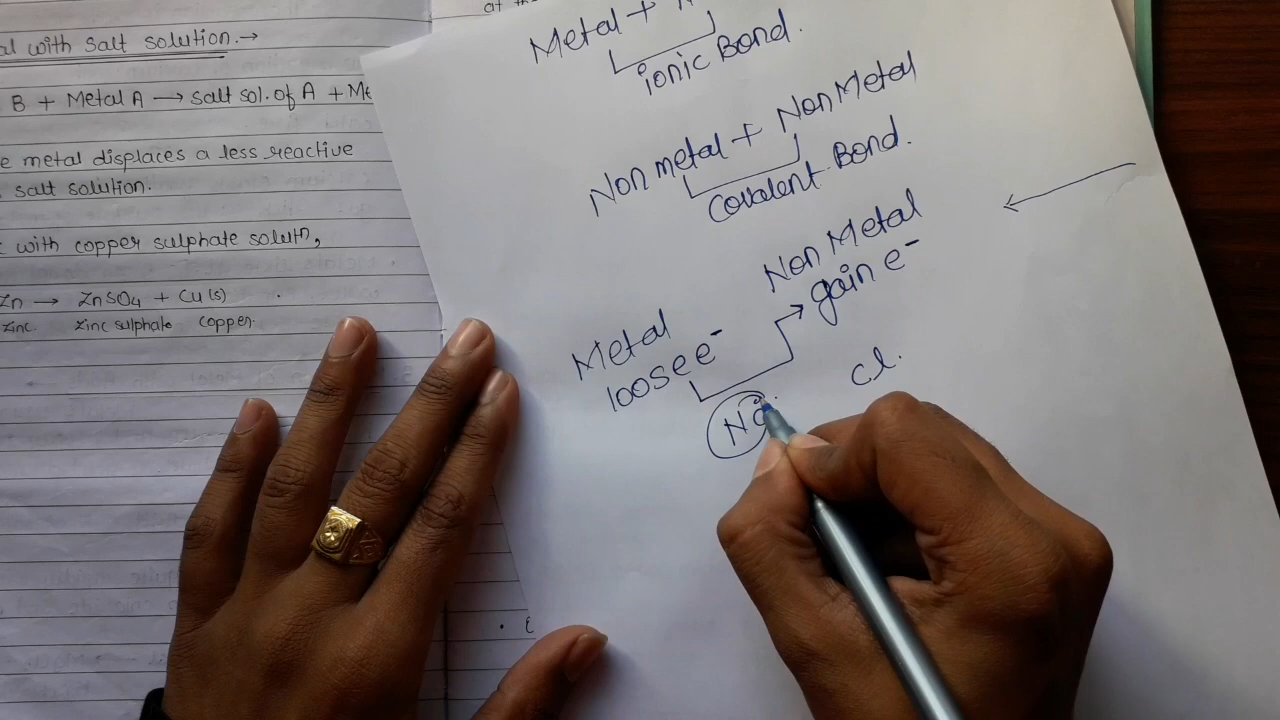 al with salt solution.→
B + Metal A → salt sol. of A +
e metal displaces a less reactive
salt solution.
with copper sulphate solutn,
Zn → ZnSO4 + Cu(s)
zinc zinc sulphate copper.
at
Metal +
ionic Bond.
Non metal + Non Metal
Covalent Bond.
Non Metal
gain e⁻
Metal
loose e⁻
Cl.
Na